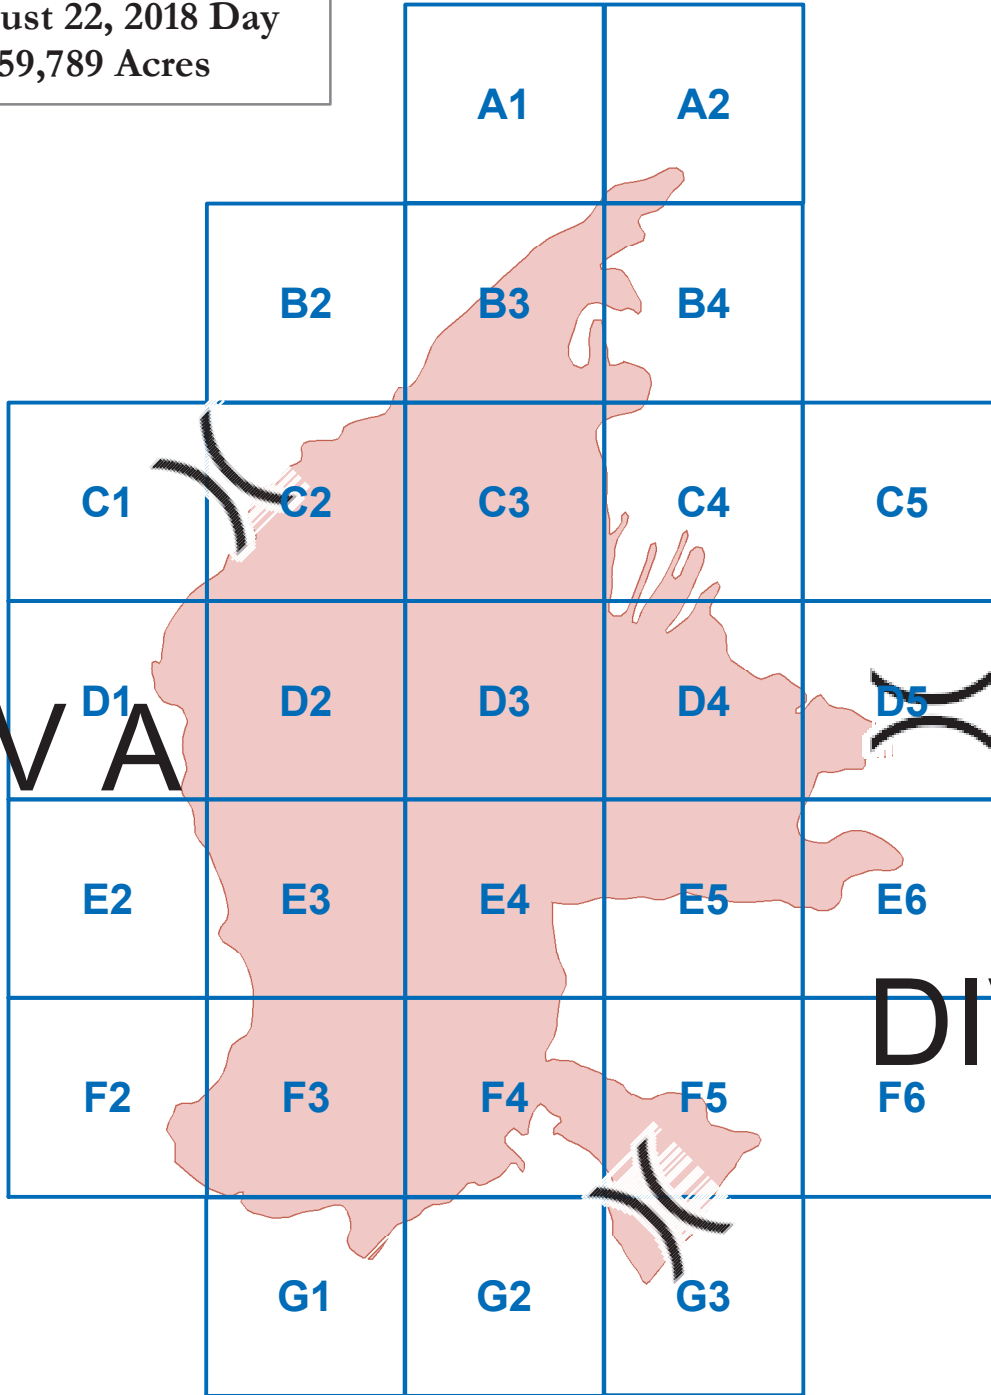 ust 22, 2018 Day
59,789 Acres
A1 A2
B2 B3 B4
C1 C2 C3 C4 C5
D1 D2 D3 D4 D5
V A
E2 E3 E4 E5 E6
DI
F2 F3 F4 F5 F6
G1 G2 G3